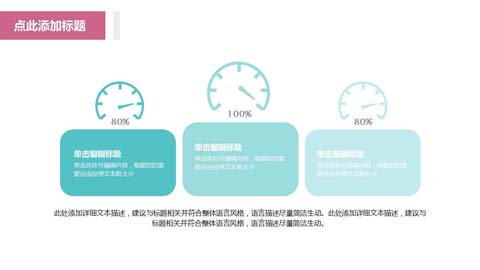 点此添加标题
80%
100%
80%
单击编辑标题
单击此处可编辑内容，根据您的需
要自由拉伸文本框大小
单击编辑标题
单击此处可编辑内容，根据您的需
要自由拉伸文本框大小
单击编辑标题
单击此处可编辑内容，根据您的需
要自由拉伸文本框大小
此处添加详细文本描述，建议与标题相关并符合整体语言风格，语言描述尽量简洁生动。此处添加详细文本描述，建议与
标题相关并符合整体语言风格，语言描述尽量简洁生动。